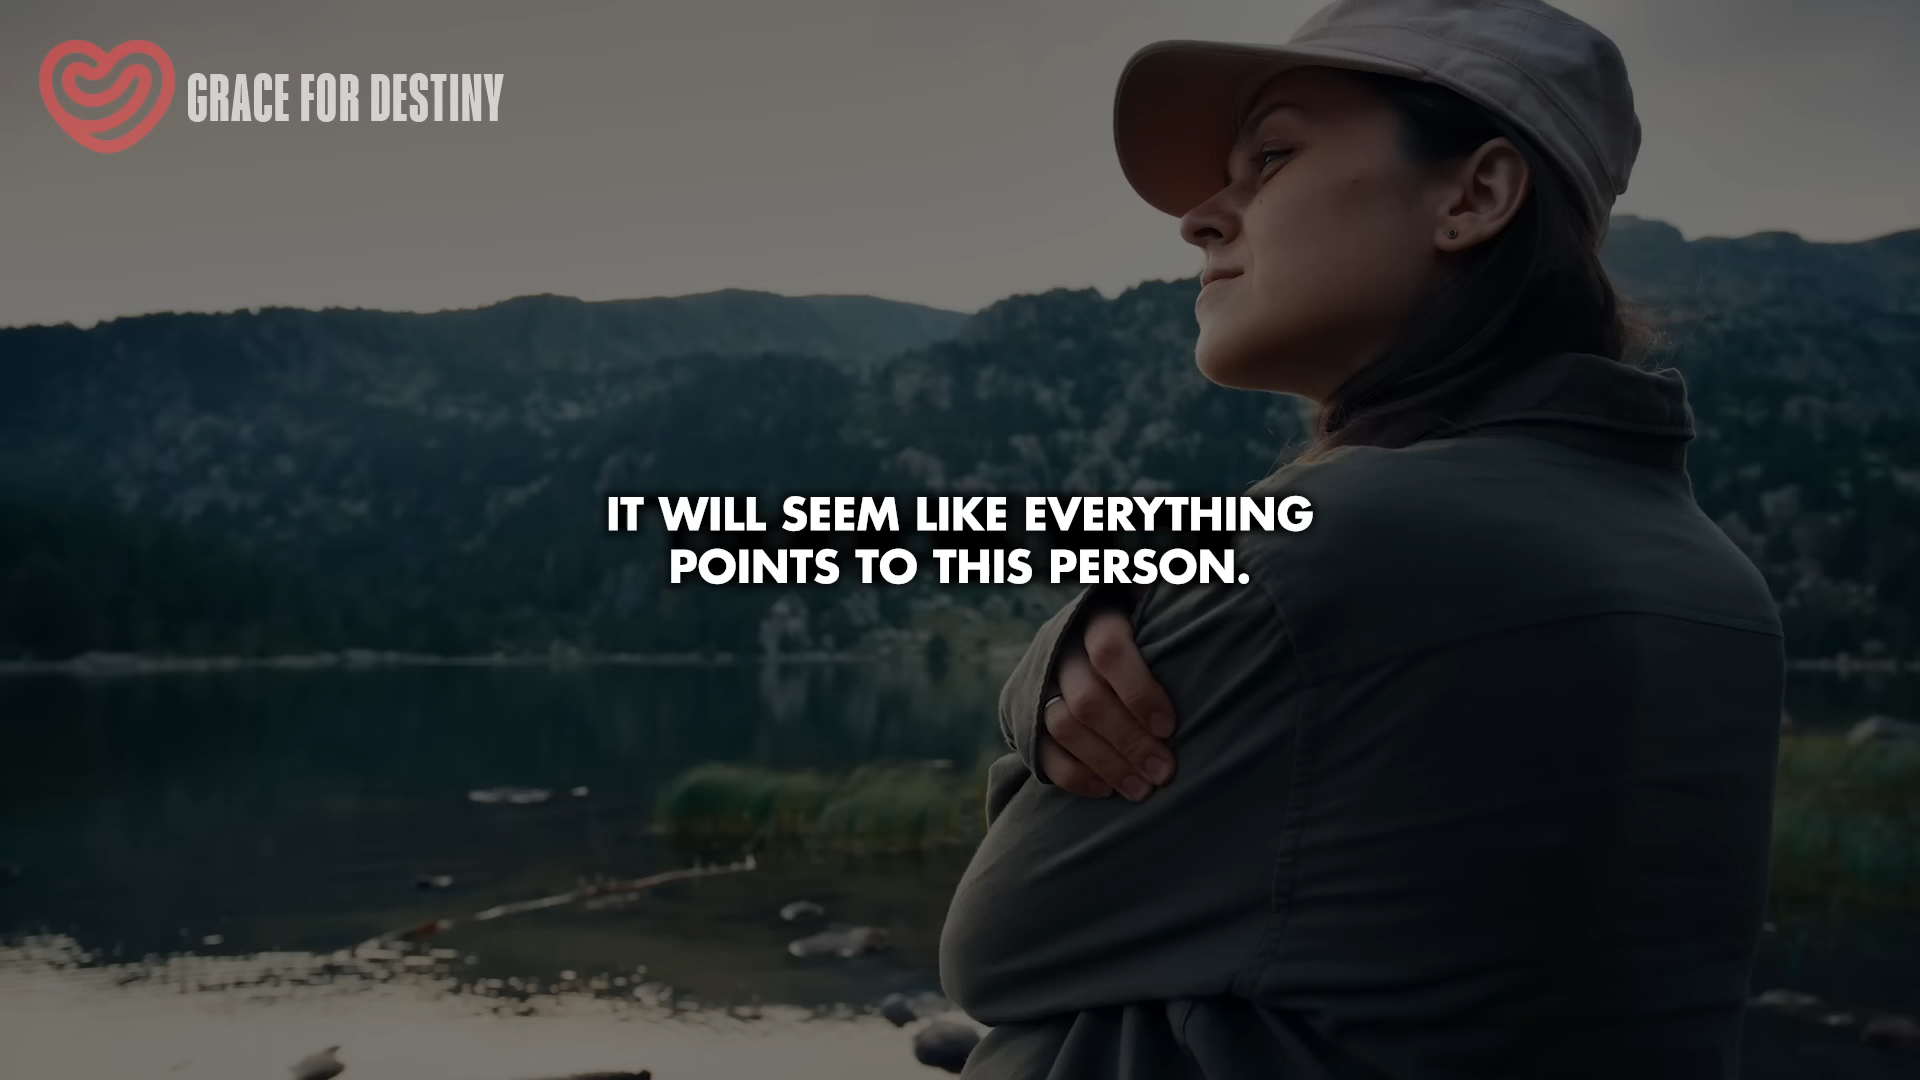 GRACE FOR DESTINY
IT WILL SEEM LIKE EVERYTHING
POINTS TO THIS PERSON.